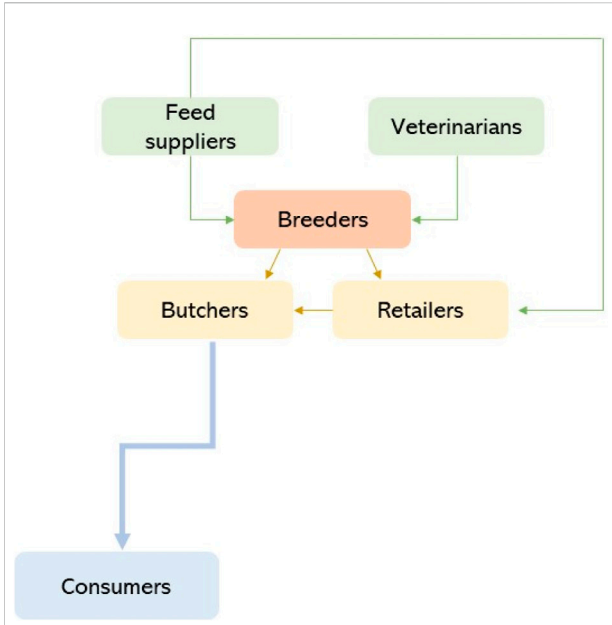 Feed
suppliers
Veterinarians
Breeders
Butchers
Retailers
Consumers